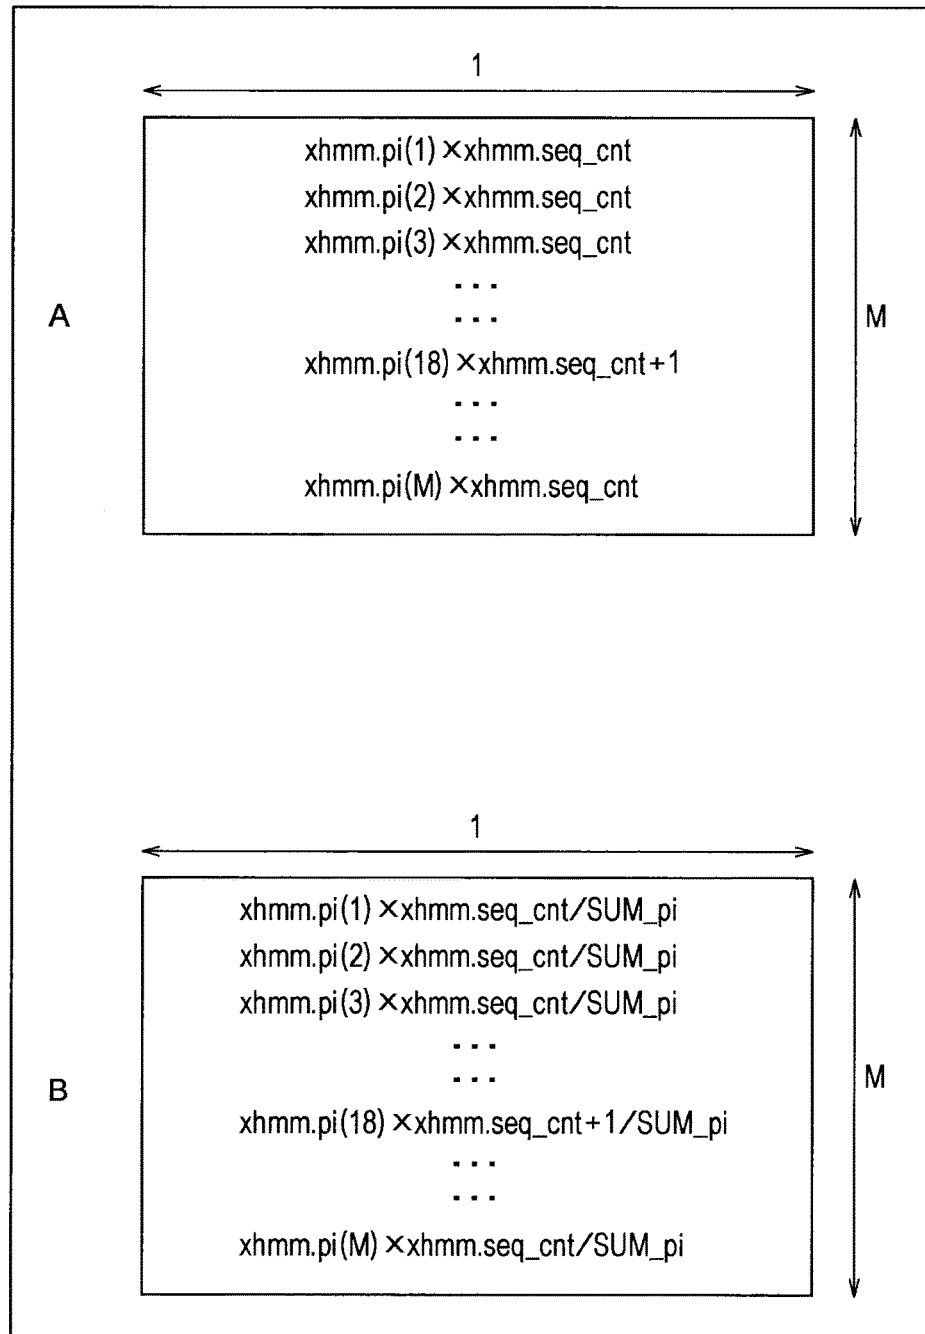 1
xhmm.pi(1)×xhmm.seq_cnt
xhmm.pi(2)×xhmm.seq_cnt
xhmm.pi(3)×xhmm.seq_cnt
...
...
A
M
xhmm.pi(18)×xhmm.seq_cnt+1
...
...
xhmm.pi(M)×xhmm.seq_cnt
1
xhmm.pi(1)×xhmm.seq_cnt/SUM_pi
xhmm.pi(2)×xhmm.seq_cnt/SUM_pi
xhmm.pi(3)×xhmm.seq_cnt/SUM_pi
...
...
B
M
xhmm.pi(18)×xhmm.seq_cnt+1/SUM_pi
...
...
xhmm.pi(M)×xhmm.seq_cnt/SUM_pi